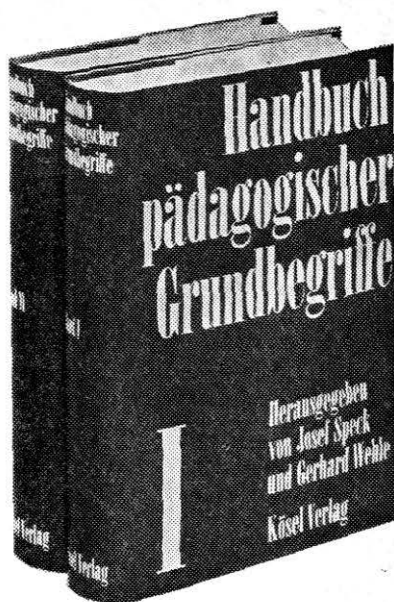 Handbuch
pädagogischer
Grundbegriffe
I
Herausgegeben
von Josef Speck
und Gerhard Wehle
Kösel Verlag